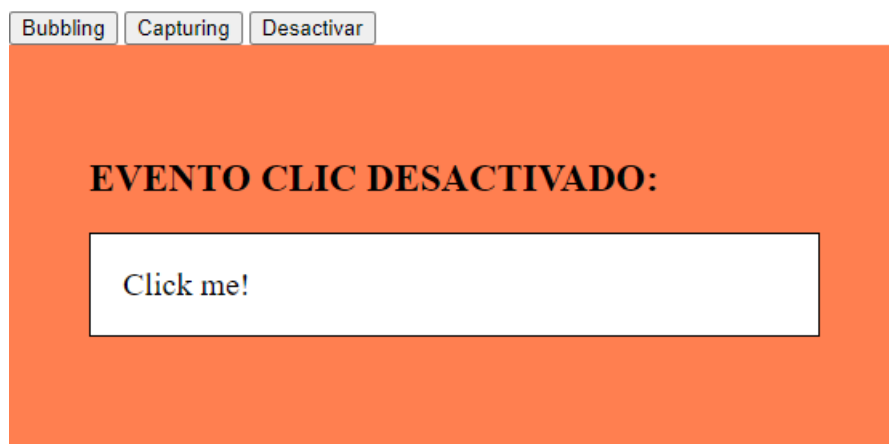 Bubbling Capturing Desactivar
EVENTO CLIC DESACTIVADO:
Click me!